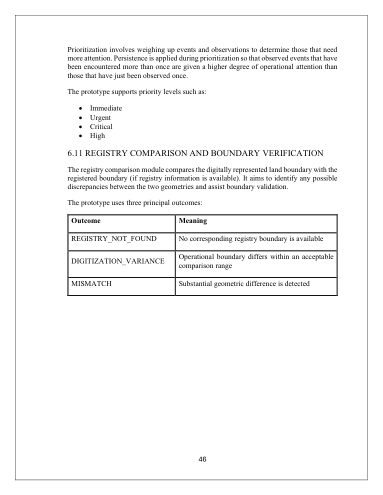 Prioritization involves weighing up events and observations to determine those that need
more attention. Persistence is applied during prioritization so that observed events that have
been encountered more than once are given a higher degree of operational attention than
those that have just been observed once.
The prototype supports priority levels such as:
• Immediate
• Urgent
• Critical
• High
6.11 REGISTRY COMPARISON AND BOUNDARY VERIFICATION
The registry comparison module compares the digitally represented land boundary with the
registered boundary (if registry information is available). It aims to identify any possible
discrepancies between the two geometries and assist boundary validation.
The prototype uses three principal outcomes:
Outcome Meaning
REGISTRY_NOT_FOUND No corresponding registry boundary is available
DIGITIZATION_VARIANCE Operational boundary differs within an acceptable
comparison range
MISMATCH Substantial geometric difference is detected
46